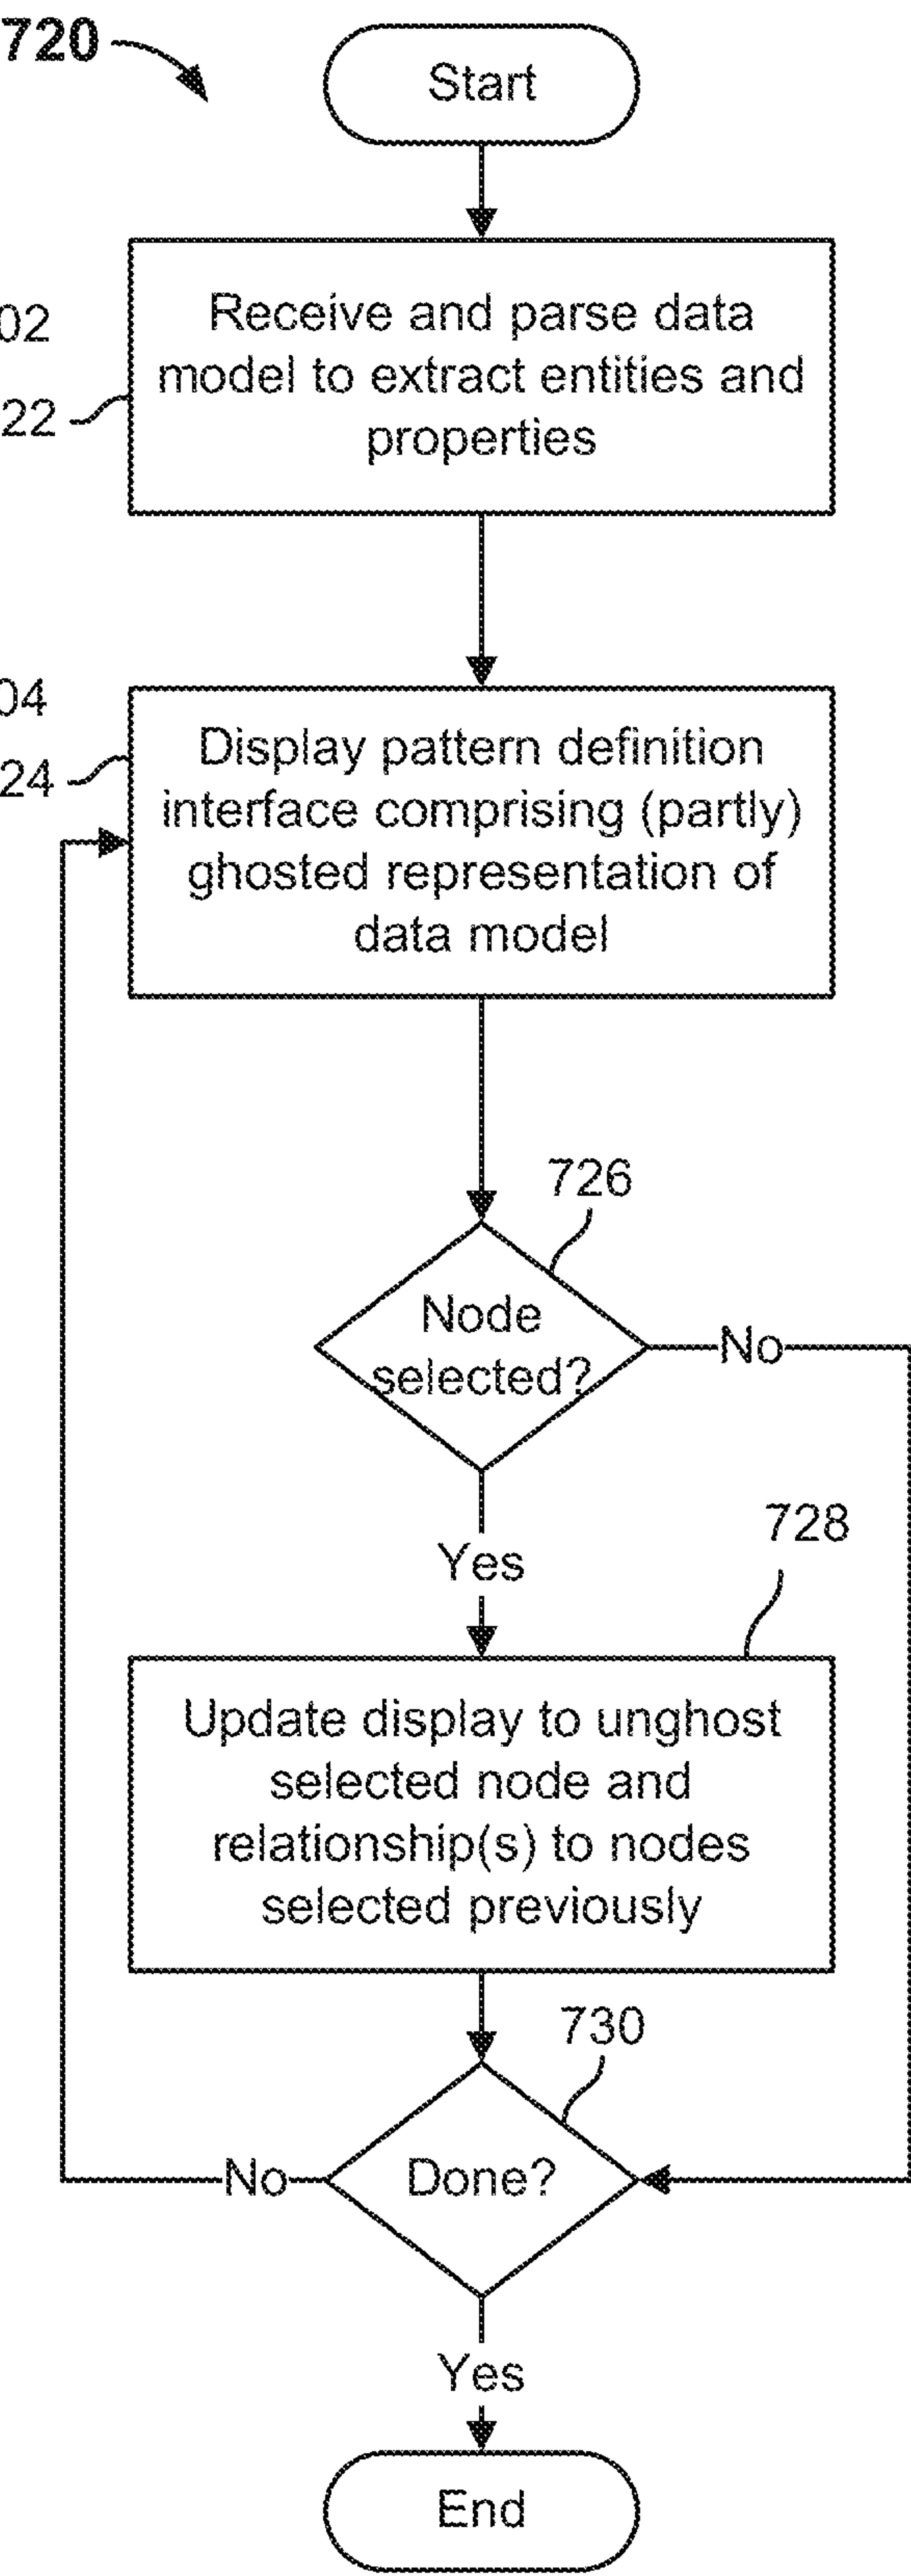 720
Start
Receive and parse data
model to extract entities and
properties
02
22
Display pattern definition
interface comprising (partly)
ghosted representation of
data model
04
24
726
Node
selected?
No
Yes
728
Update display to unghost
selected node and
relationship(s) to nodes
selected previously
730
Done?
No
Yes
End